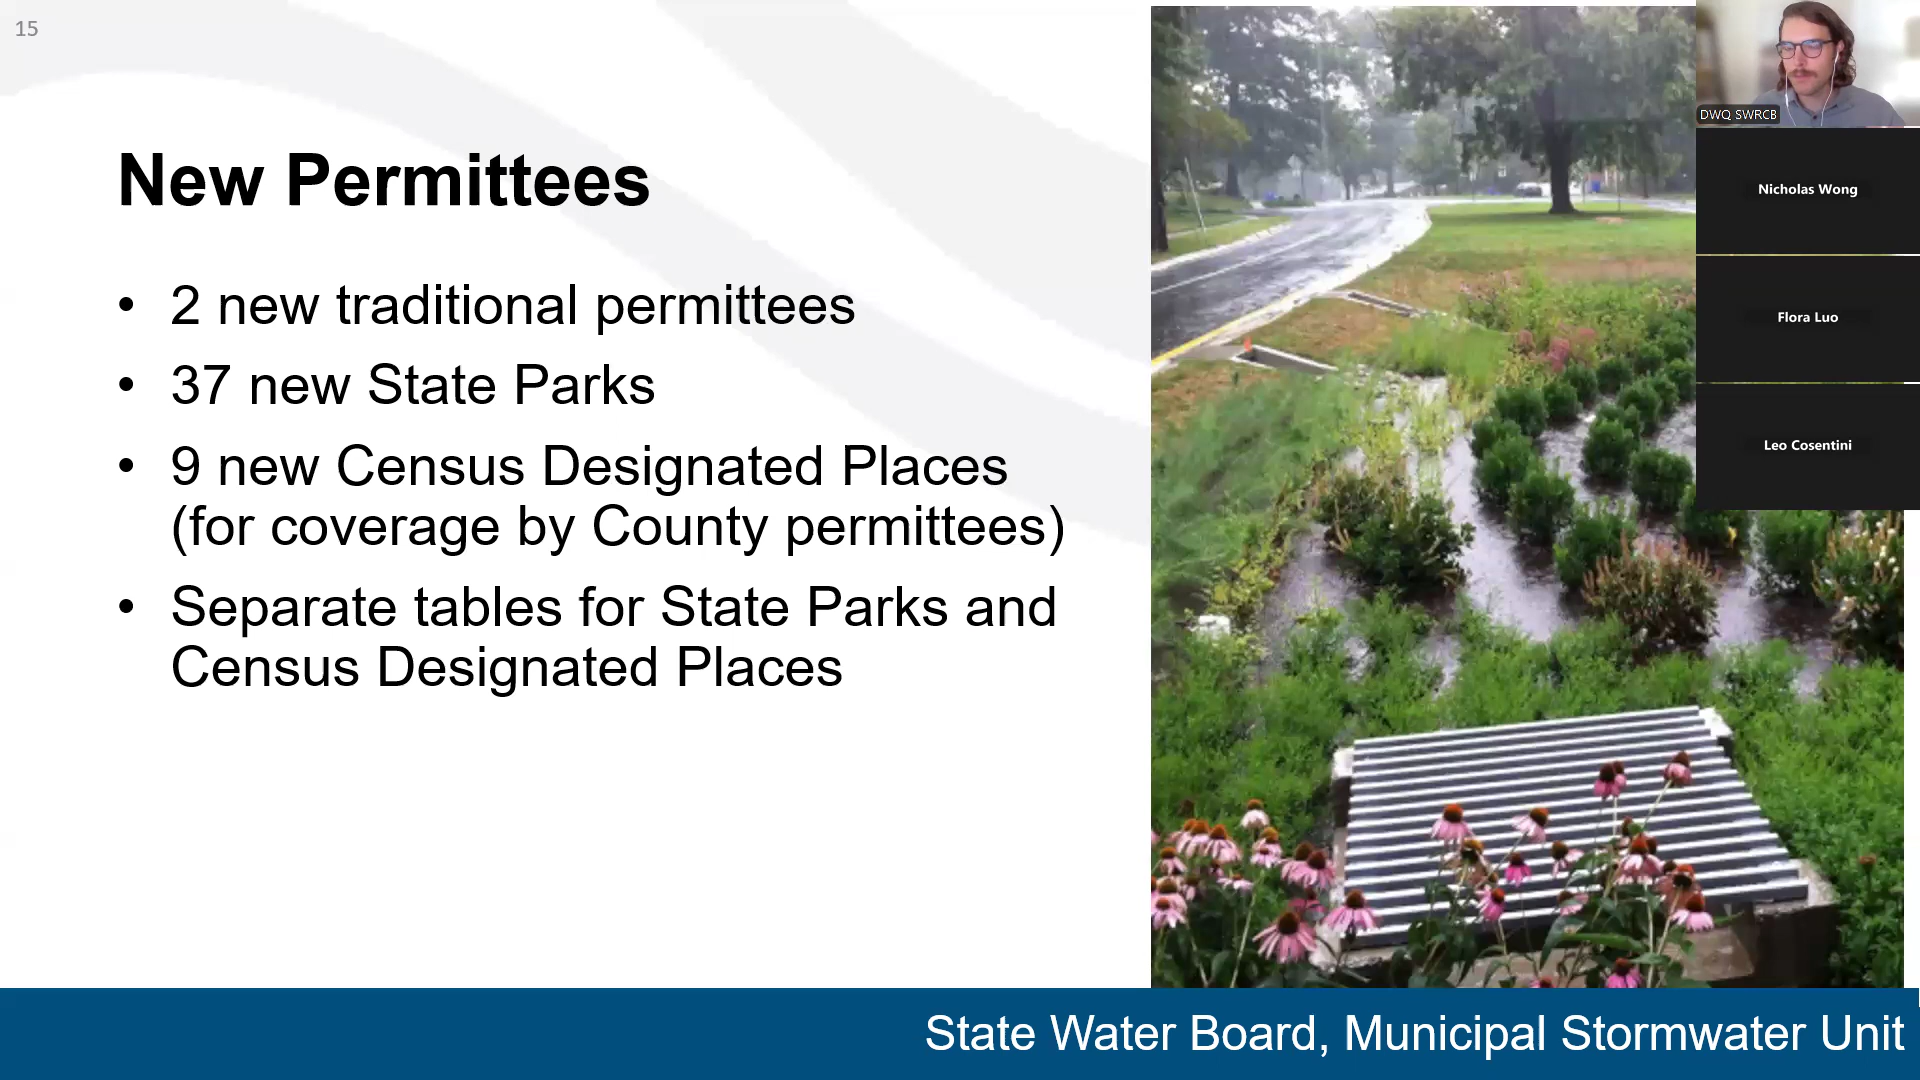 15
New Permittees
• 2 new traditional permittees
• 37 new State Parks
• 9 new Census Designated Places
(for coverage by County permittees)
• Separate tables for State Parks and
Census Designated Places
State Water Board, Municipal Stormwater Unit
DWQ SWRCB
Nicholas Wong
Flora Luo
Leo Cosentini